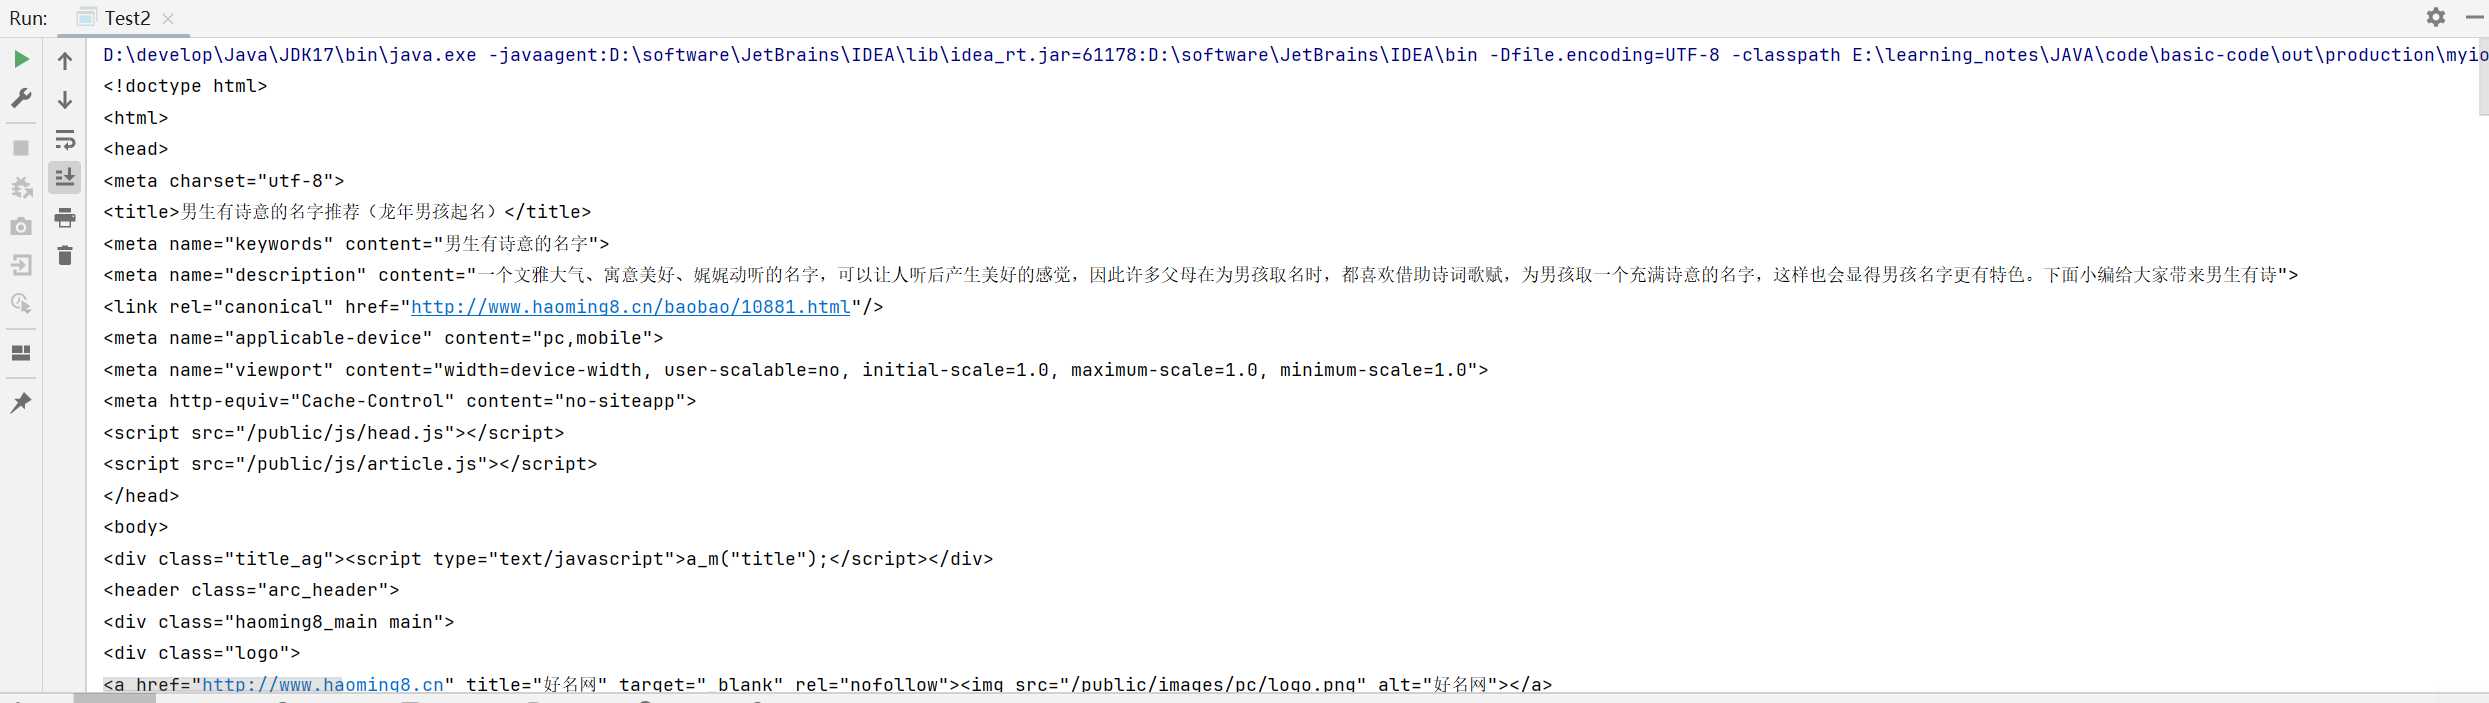 Run: Test2
D:\develop\Java\JDK17\bin\java.exe -javaagent:D:\software\JetBrains\IDEA\lib\idea_rt.jar=61178:D:\software\JetBrains\IDEA\bin -Dfile.encoding=UTF-8 -classpath E:\learning_notes\JAVA\code\basic-code\out\production\myio
<!doctype html>
<html>
<head>
<meta charset="utf-8">
<title>男生有诗意的名字推荐（龙年男孩起名）</title>
<meta name="keywords" content="男生有诗意的名字">
<meta name="description" content="一个文雅大气、寓意美好、娓娓动听的名字，可以让人听后产生美好的感觉，因此许多父母在为男孩取名时，都喜欢借助诗词歌赋，为男孩取一个充满诗意的名字，这样也会显得男孩名字更有特色。下面小编给大家带来男生有诗">
<link rel="canonical" href="http://www.haoming8.cn/baobao/10881.html"/>
<meta name="applicable-device" content="pc,mobile">
<meta name="viewport" content="width=device-width, user-scalable=no, initial-scale=1.0, maximum-scale=1.0, minimum-scale=1.0">
<meta http-equiv="Cache-Control" content="no-siteapp">
<script src="/public/js/head.js"></script>
<script src="/public/js/article.js"></script>
</head>
<body>
<div class="title_ag"><script type="text/javascript">a_m("title");</script></div>
<header class="arc_header">
<div class="haoming8_main main">
<div class="logo">
<a href="http://www.haoming8.cn" title="好名网" target="_blank" rel="nofollow"><img src="/public/images/pc/logo.png" alt="好名网"></a>